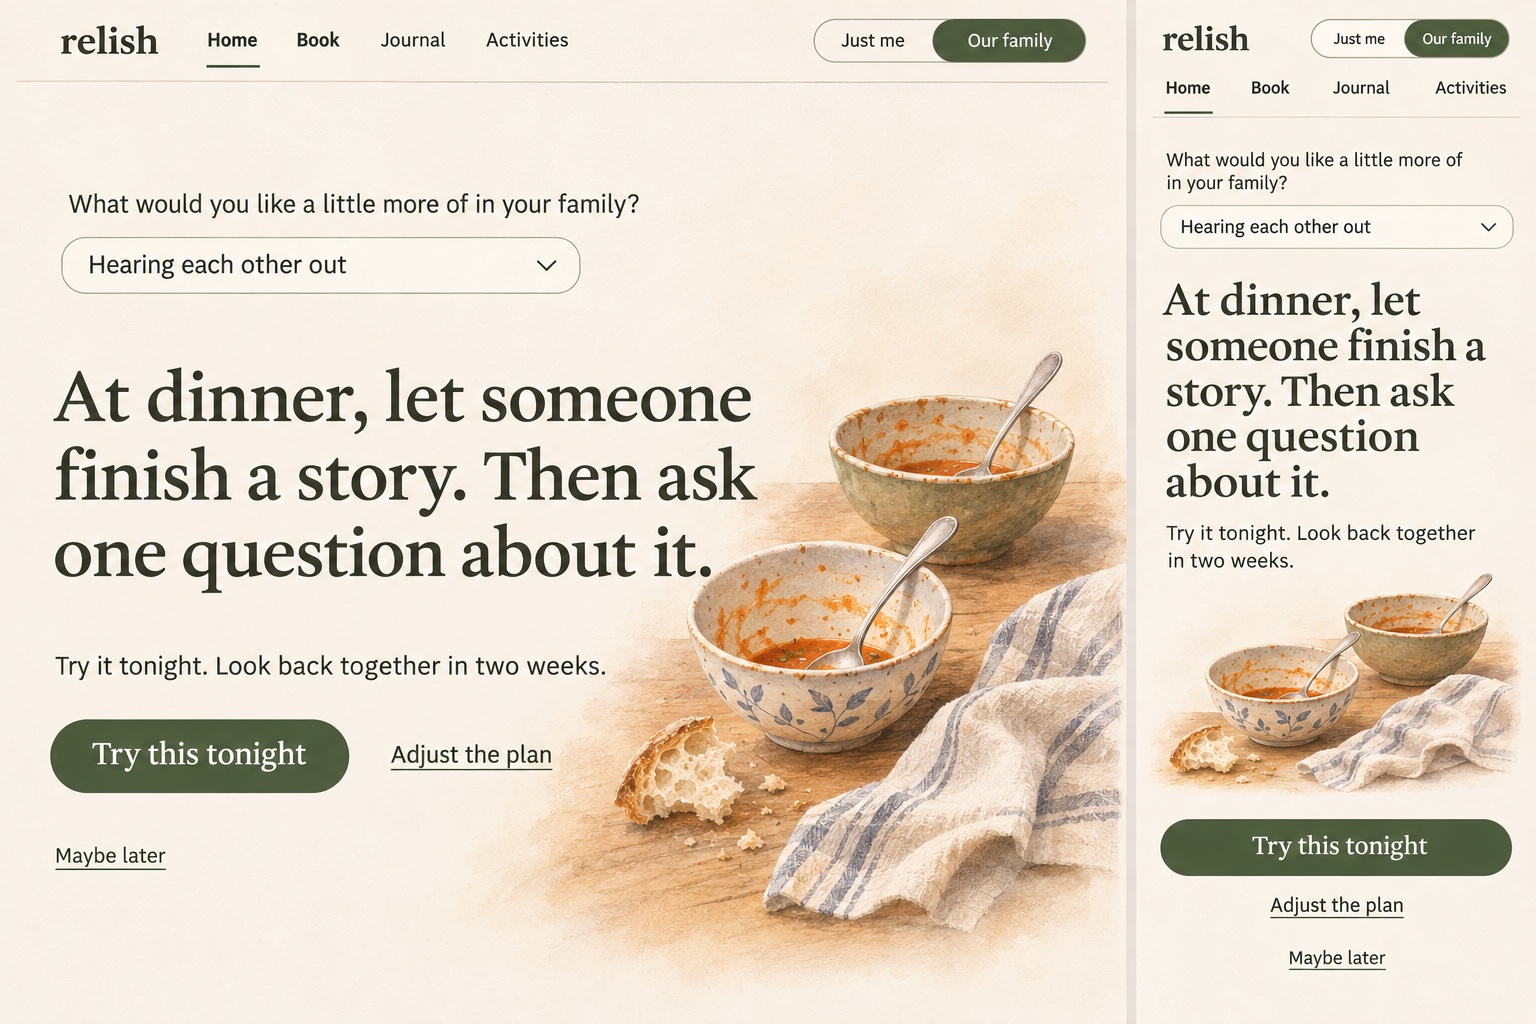 relish
Home
Book
Journal
Activities
Just me
Our family
What would you like a little more of in your family?
Hearing each other out
At dinner, let someone
finish a story. Then ask
one question about it.
Try it tonight. Look back together in two weeks.
Try this tonight
Adjust the plan
Maybe later
relish
Just me
Our family
Home
Book
Journal
Activities
What would you like a little more of
in your family?
Hearing each other out
At dinner, let
someone finish a
story. Then ask
one question
about it.
Try it tonight. Look back together
in two weeks.
Try this tonight
Adjust the plan
Maybe later